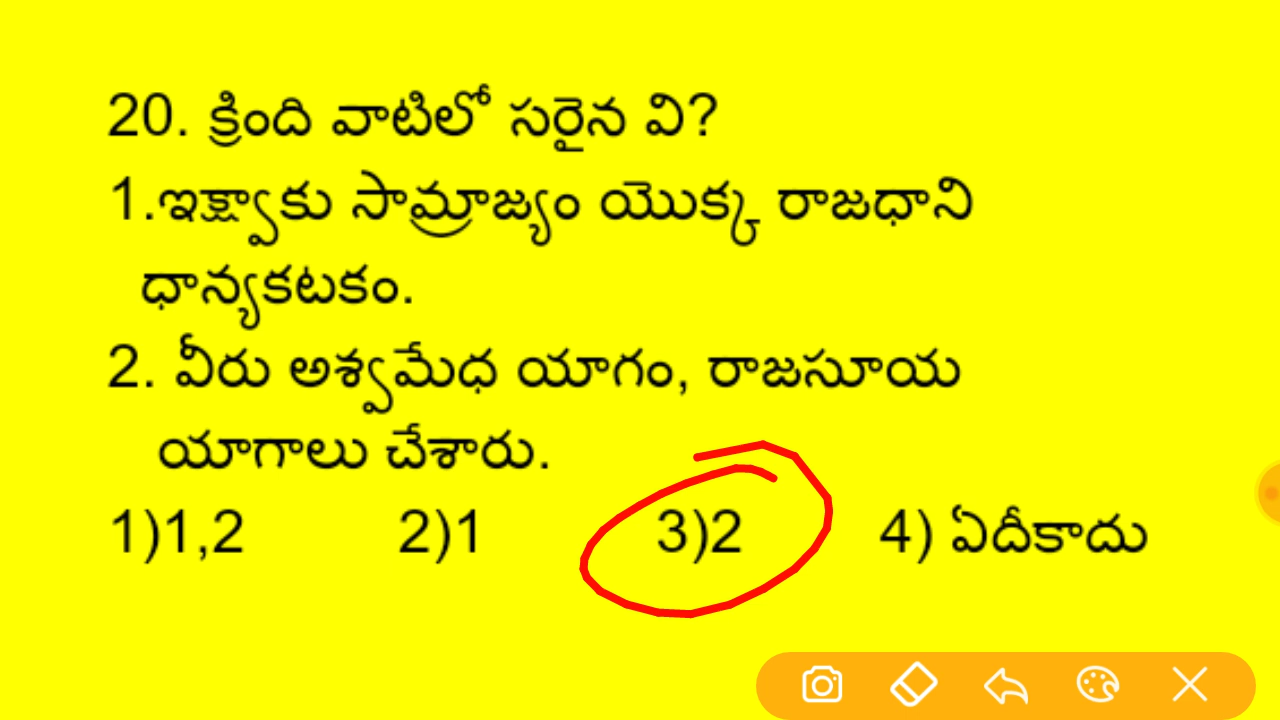 20. క్రింది వాటిలో సరైన వి?
1.ఇక్ష్వాకు సామ్రాజ్యం యొక్క రాజధాని
ధాన్యకటకం.
2. వీరు అశ్వమేధ యాగం, రాజసూయ
యాగాలు చేశారు.
1)1,2 2)1 3)2 4) ఏదీకాదు